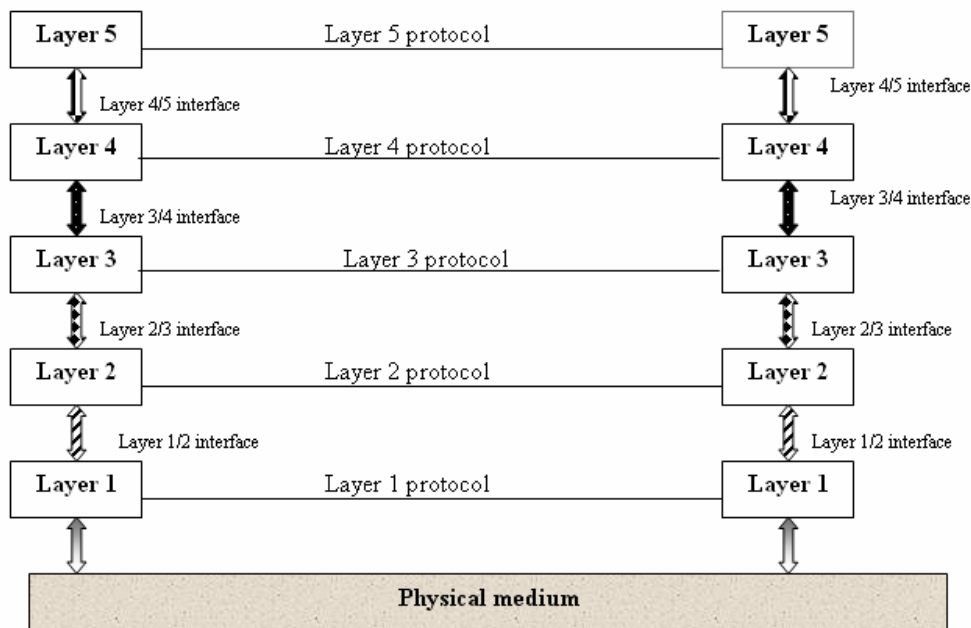 Layer 5 Layer 5 protocol Layer 5
Layer 4/5 interface Layer 4/5 interface
Layer 4 Layer 4 protocol Layer 4
Layer 3/4 interface Layer 3/4 interface
Layer 3 Layer 3 protocol Layer 3
Layer 2/3 interface Layer 2/3 interface
Layer 2 Layer 2 protocol Layer 2
Layer 1/2 interface Layer 1/2 interface
Layer 1 Layer 1 protocol Layer 1
Physical medium